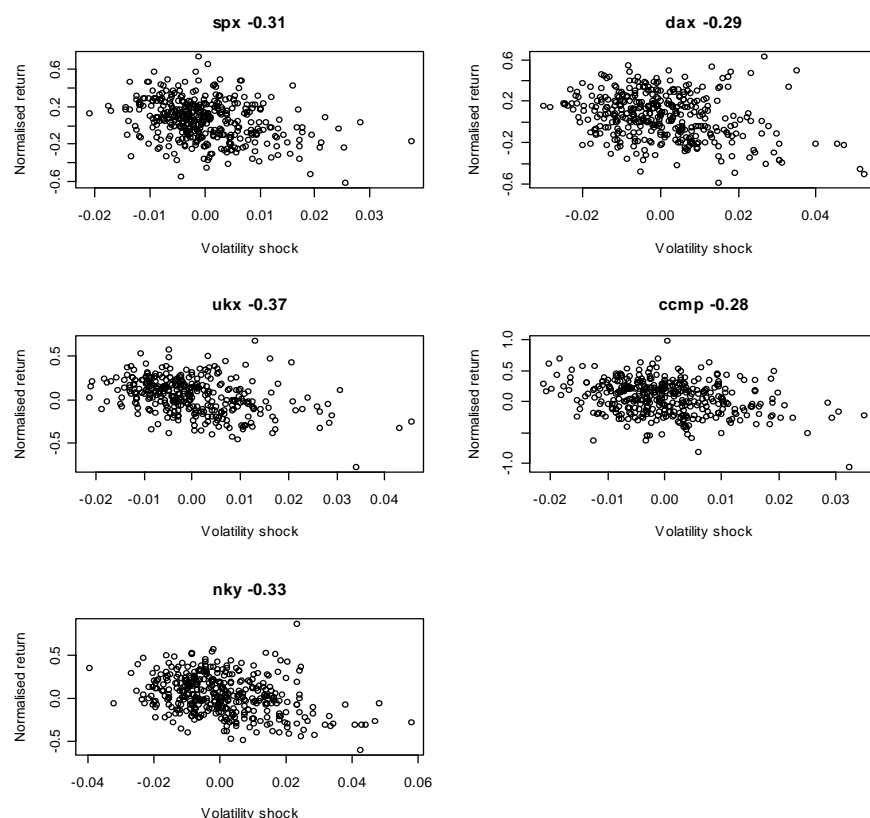 spx -0.31
Normalised return
-0.6 -0.2 0.2 0.6
-0.02 -0.01 0.00 0.01 0.02 0.03
Volatility shock
dax -0.29
Normalised return
-0.6 -0.2 0.2 0.6
-0.02 0.00 0.02 0.04
Volatility shock
ukx -0.37
Normalised return
-0.5 0.0 0.5
-0.02 -0.01 0.00 0.01 0.02 0.03 0.04
Volatility shock
ccmp -0.28
Normalised return
-1.0 0.0 0.5 1.0
-0.02 -0.01 0.00 0.01 0.02 0.03
Volatility shock
nky -0.33
Normalised return
-0.5 0.0 0.5
-0.04 -0.02 0.00 0.02 0.04 0.06
Volatility shock